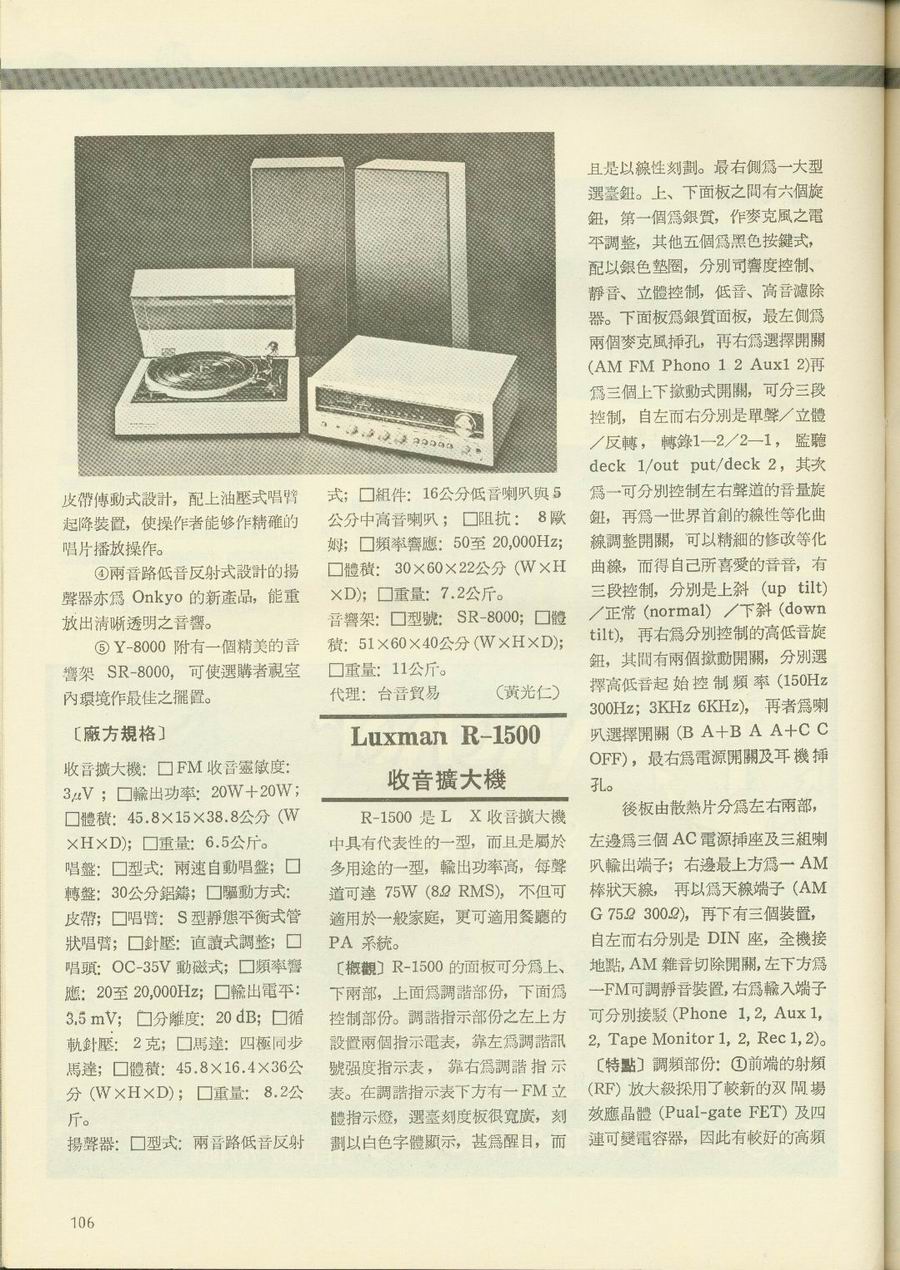 皮帶傳動式設計，配上油壓式唱臂
起降裝置，使操作者能够作精確的
唱片播放操作。
④兩音路低音反射式設計的揚
聲器亦爲 Onkyo 的新產品，能重
放出清晰透明之音響。
⑤ Y-8000 附有一個精美的音
響架 SR-8000，可使選購者視室
內環境作最佳之擺置。
〔廠方規格〕
收音擴大機：□FM 收音靈敏度：
3μV；□輸出功率：20W＋20W；
□體積：45.8×15×38.8公分（W
×H×D)；□重量：6.5公斤。
唱盤：□型式：兩速自動唱盤；□
轉盤：30公分鋁鑄；□驅動方式：
皮帶；□唱臂：S型靜態平衡式管
狀唱臂；□針壓：直讀式調整；□
唱頭：OC-35V 動磁式；□頻率響
應：20至 20,000Hz；□輸出電平：
3,5 mV；□分離度：20 dB；□循
軌針壓：2克；□馬達：四極同步
馬達；□體積：45.8×16.4×36公
分（W×H×D)；□重量：8.2公
斤。
揚聲器：□型式：兩音路低音反射
式；□組件：16公分低音喇叭與5
公分中高音喇叭；□阻抗：8歐
姆；□頻率響應：50至 20,000Hz；
□體積：30×60×22公分（W×H
×D)；□重量：7.2公斤。
音響架：□型號：SR-8000；□體
積：51×60×40公分（W×H×D)；
□重量：11公斤。
代理：台音貿易　（黃光仁）
Luxman R-1500
收音擴大機
R-1500 是 L X 收音擴大機
中具有代表性的一型，而且是屬於
多用途的一型，輸出功率高，每聲
道可達 75W (8Ω RMS)，不但可
適用於一般家庭，更可適用餐廳的
PA 系統。
〔概觀〕R-1500 的面板可分爲上、
下兩部，上面爲調諧部份，下面爲
控制部份。調諧指示部份之左上方
設置兩個指示電表，靠左爲調諧訊
號强度指示表，靠右爲調諧指示
表。在調諧指示表下方有一FM立
體指示燈，選臺刻度板很寬廣，刻
劃以白色字體顯示，甚爲醒目，而
且是以線性刻劃。最右側爲一大型
選臺鈕。上、下面板之間有六個旋
鈕，第一個爲銀質，作麥克風之電
平調整，其他五個爲黑色按鍵式，
配以銀色墊圈，分別司響度控制、
靜音、立體控制，低音、高音濾除
器。下面板爲銀質面板，最左側爲
兩個麥克風揷孔，再右爲選擇開關
(AM FM Phono 1 2 Aux1 2)再
爲三個上下撳動式開關，可分三段
控制，自左而右分別是單聲／立體
／反轉，轉錄1—2／2—1，監聽
deck 1/out put/deck 2，其次
爲一可分別控制左右聲道的音量旋
鈕，再爲一世界首創的線性等化曲
線調整開關，可以精細的修改等化
曲線，而得自己所喜愛的音音，有
三段控制，分別是上斜（up tilt)
／正常（normal）／下斜（down
tilt)，再右爲分別控制的高低音旋
鈕，其間有兩個撳動開關，分別選
擇高低音起始控制頻率（150Hz
300Hz；3KHz 6KHz)，再者爲喇
叭選擇開關（B A＋B A A＋C C
OFF)，最右爲電源開關及耳機揷
孔。
後板由散熱片分爲左右兩部，
左邊爲三個 AC 電源揷座及三組喇
叭輸出端子；右邊最上方爲一 AM
棒狀天線，再以爲天線端子（AM
G 75Ω 300Ω)，再下有三個裝置，
自左而右分別是 DIN 座，全機接
地點，AM 雜音切除開關，左下方爲
一FM可調靜音裝置，右爲輸入端子
可分別接駁（Phone 1, 2, Aux 1,
2, Tape Monitor 1, 2, Rec 1, 2)。
〔特點〕調頻部份：①前端的射頻
(RF) 放大級採用了較新的双閘場
效應晶體（Pual-gate FET）及四
連可變電容器，因此有較好的高頻
106